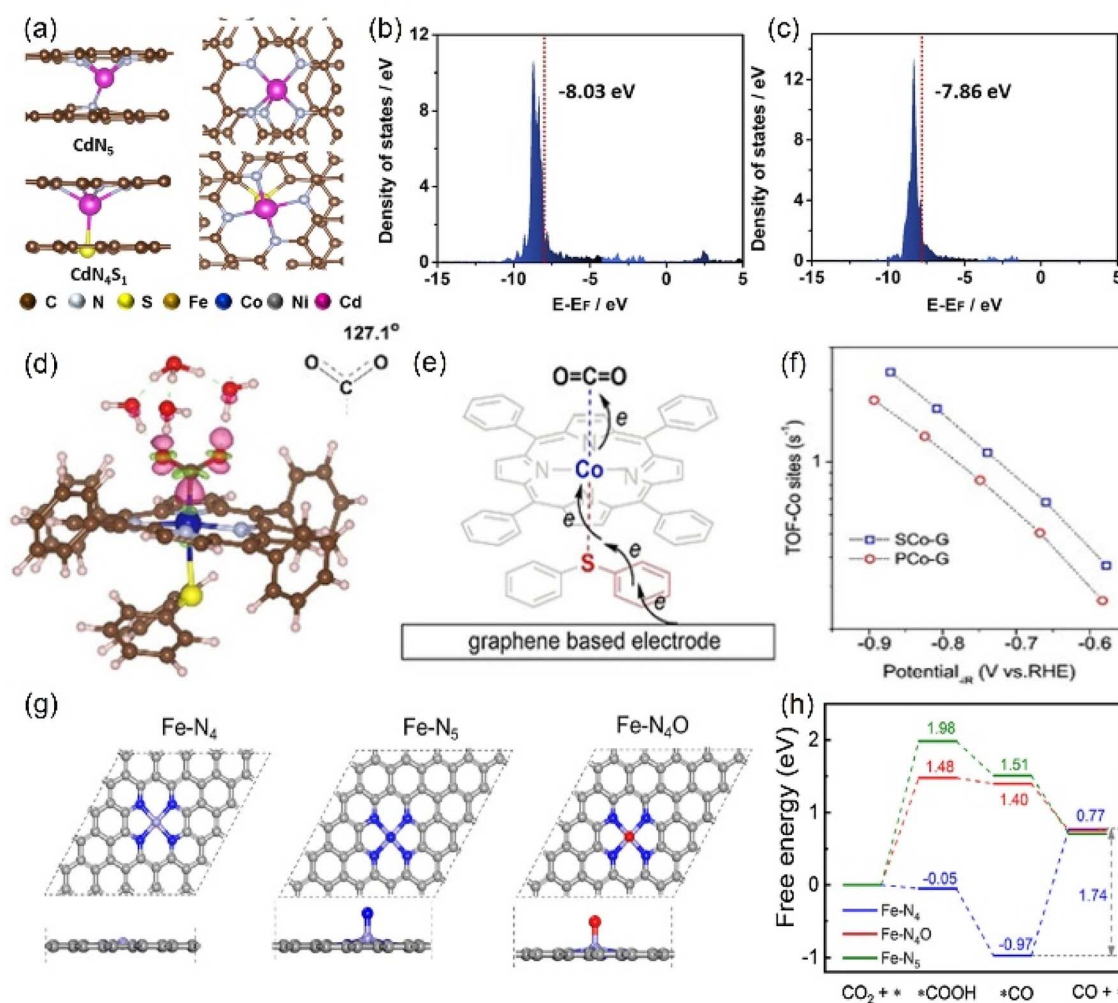 (a)
CdN₅
CdN₄S₁
C N S Fe Co Ni Cd
(b)
Density of states / eV
12
8
4
0
-8.03 eV
-15 -10 -5 0 5
E-EF / eV
(c)
Density of states / eV
12
8
4
0
-7.86 eV
-15 -10 -5 0 5
E-EF / eV
(d)
127.1°
O O
C
(e)
O=C=O
e
N
N Co N
e
e
S
e
graphene based electrode
(f)
TOF-Co sites (s⁻¹)
1
SCo-G
PCo-G
-0.9 -0.8 -0.7 -0.6
Potential-iR (V vs.RHE)
(g)
Fe-N₄
Fe-N₅
Fe-N₄O
(h)
Free energy (eV)
2
1
0
-1
1.98
1.51
1.48
1.40
0.77
-0.05
1.74
-0.97
Fe-N₄
Fe-N₄O
Fe-N₅
CO₂ + * *COOH *CO CO +